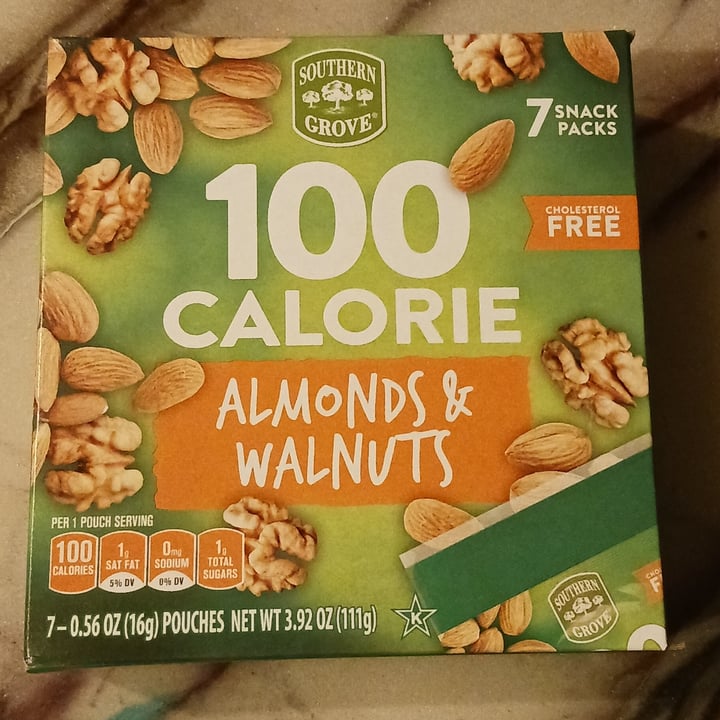 SOUTHERN
GROVE®
7 SNACK
PACKS
CHOLESTEROL
FREE
100
CALORIE
ALMONDS &
WALNUTS
PER 1 POUCH SERVING
100
CALORIES
1g
SAT FAT
5% DV
0mg
SODIUM
0% DV
1g
TOTAL
SUGARS
7–0.56 OZ (16g) POUCHES NET WT 3.92 OZ (111g)
K
SOUTHERN
GROVE